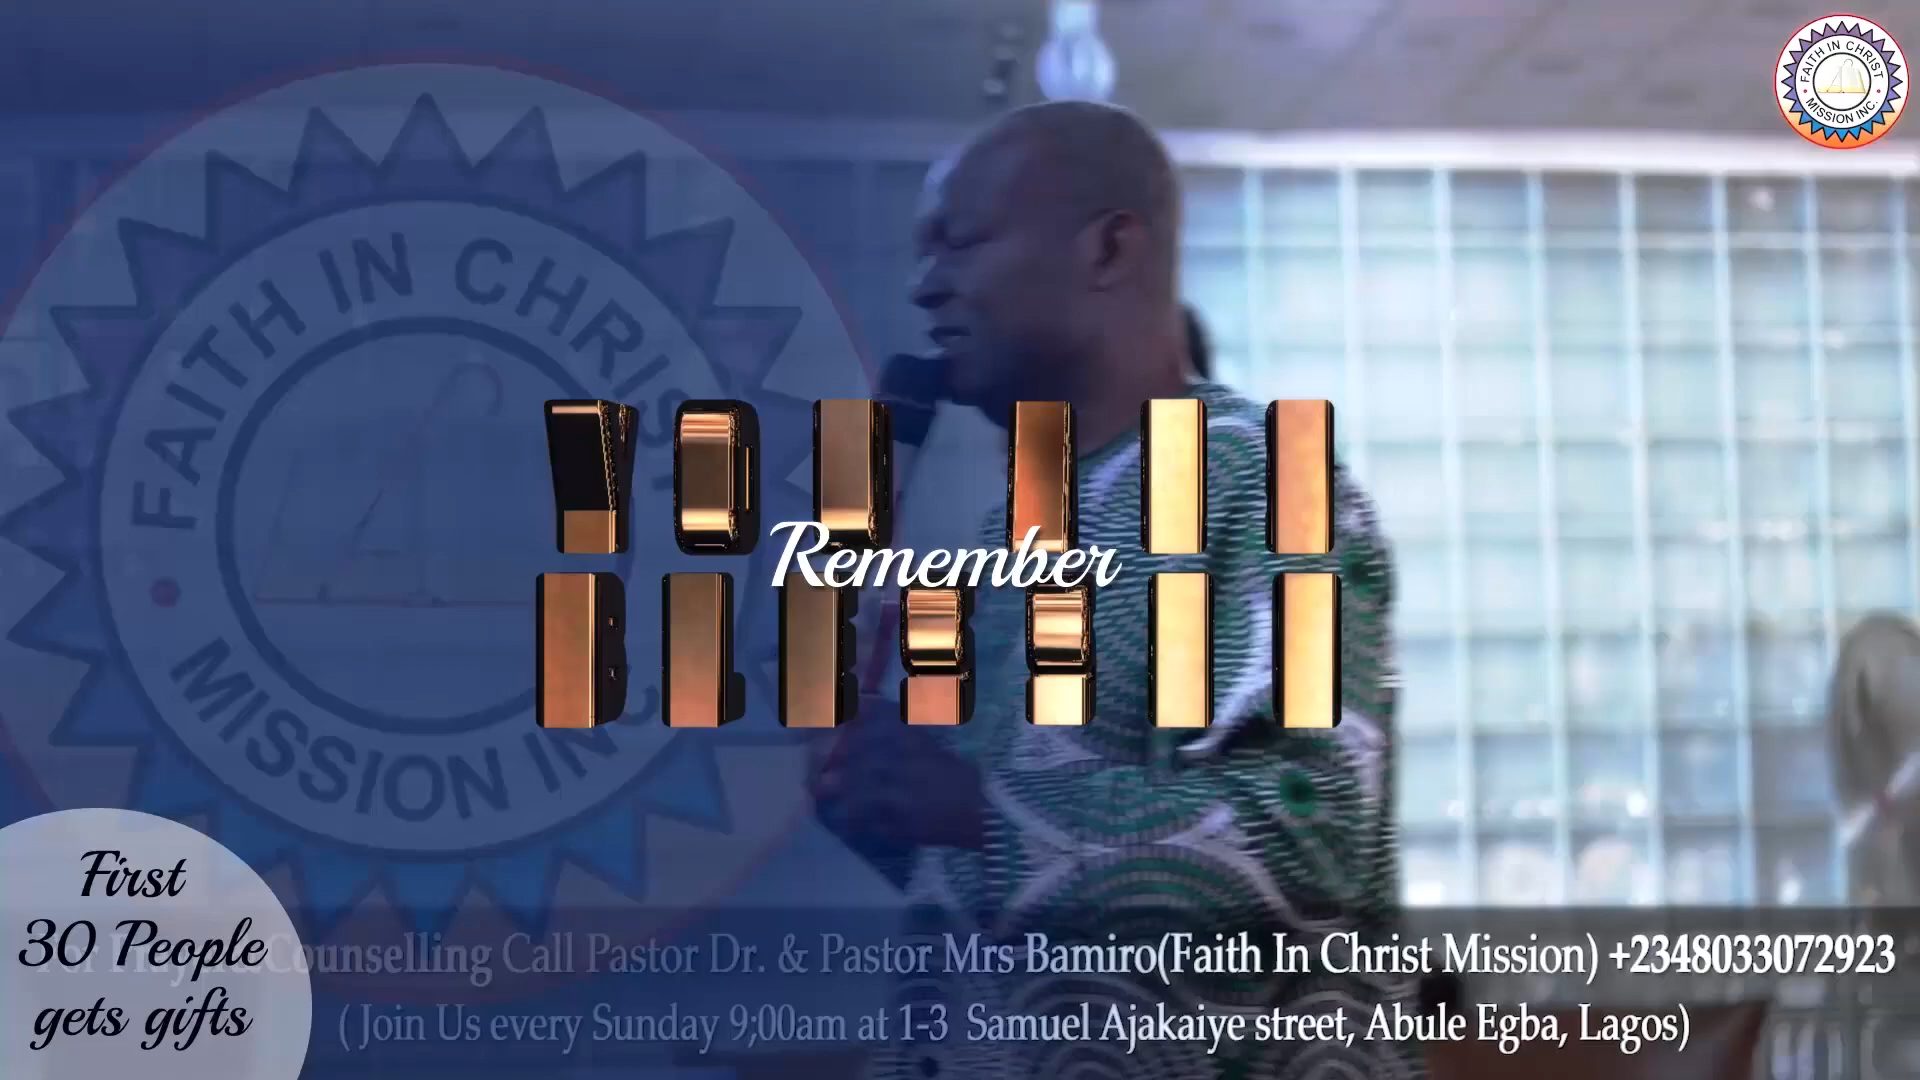 FAITH IN CHRIST
MISSION INC.
FAITH IN CHRIST
MISSION INC
Remember
First
30 People
gets gifts
Counselling Call Pastor Dr. & Pastor Mrs Bamiro(Faith In Christ Mission) +2348033072923
( Join Us every Sunday 9;00am at 1-3 Samuel Ajakaiye street, Abule Egba, Lagos)